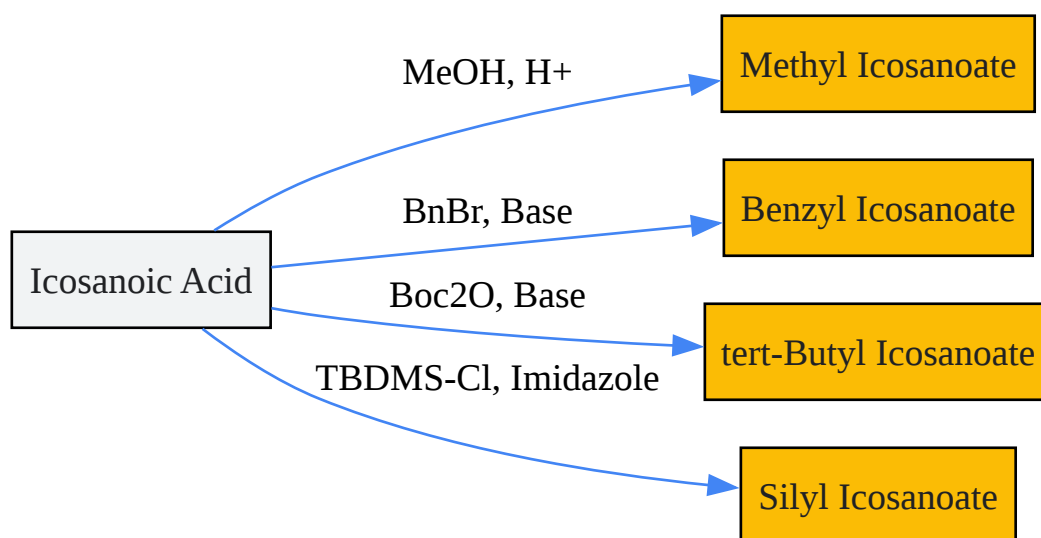 MeOH, H+
Methyl Icosanoate
BnBr, Base
Benzyl Icosanoate
Icosanoic Acid
Boc2O, Base
tert-Butyl Icosanoate
TBDMS-Cl, Imidazole
Silyl Icosanoate